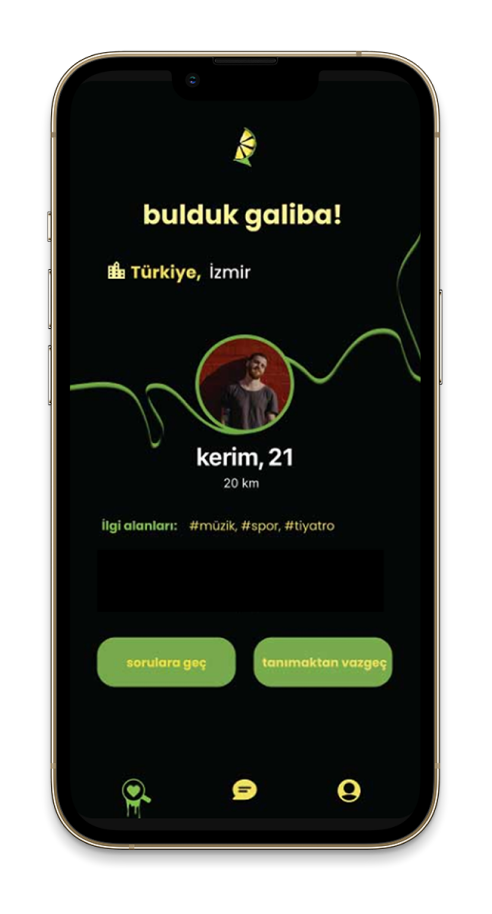 bulduk galiba!
Türkiye, İzmir
kerim, 21
20 km
İlgi alanları: #müzik, #spor, #tiyatro
sorulara geç tanımaktan vazgeç